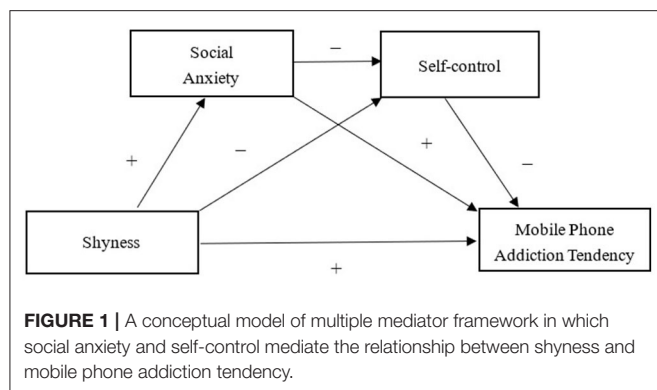 Social
Anxiety
−
Self-control
+
−
+
−
Shyness
Mobile Phone
Addiction Tendency
+
FIGURE 1 | A conceptual model of multiple mediator framework in which
social anxiety and self-control mediate the relationship between shyness and
mobile phone addiction tendency.